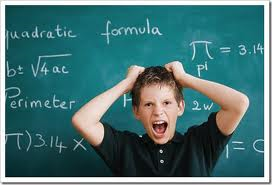 quadratic formula
b± √4ac
π = 3.14
pi
Perimeter
2w
π) 3.14 x
= C